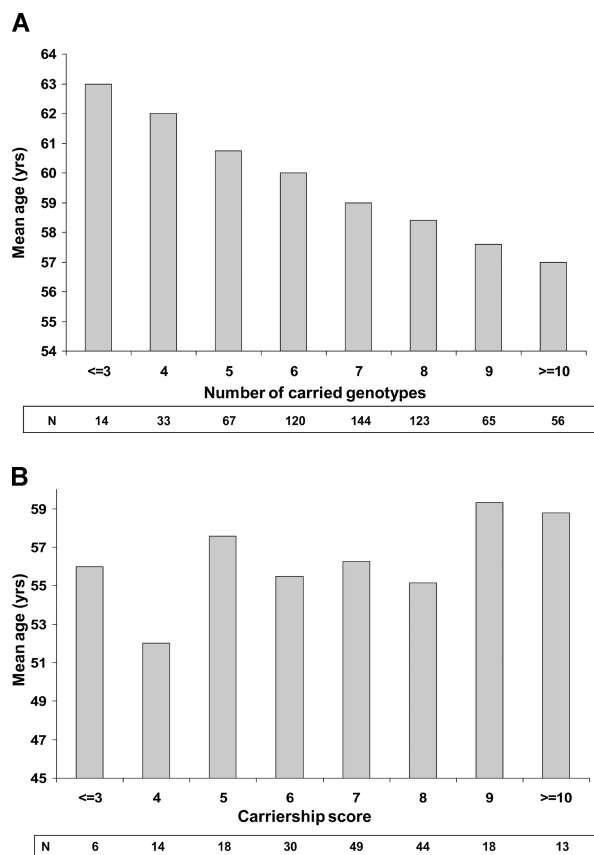 A
64
63
62
61
60
59
58
57
56
55
54
Mean age (yrs)
<=3 4 5 6 7 8 9 >=10
Number of carried genotypes
N 14 33 67 120 144 123 65 56
B
59
57
55
53
51
49
47
45
Mean age (yrs)
<=3 4 5 6 7 8 9 >=10
Carriership score
N 6 14 18 30 49 44 18 13